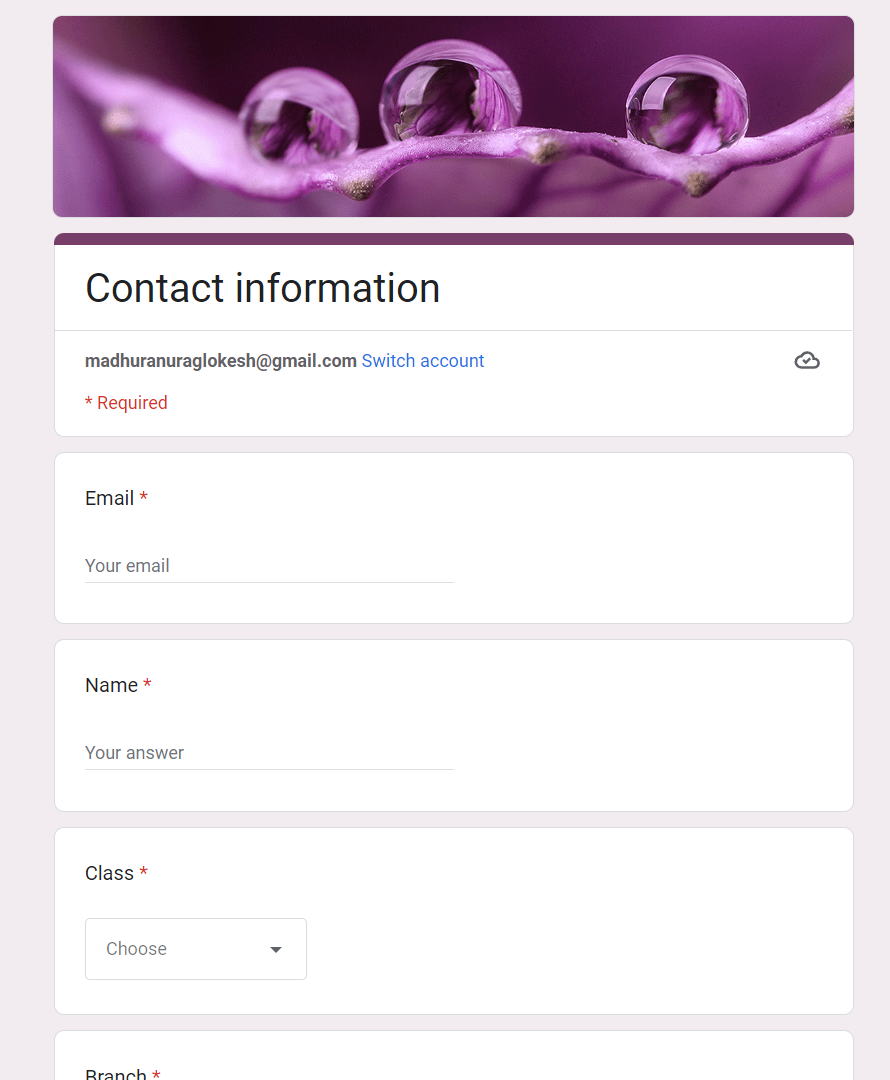 Contact information
madhuranuraglokesh@gmail.com Switch account
* Required
Email *
Your email
Name *
Your answer
Class *
Choose
Branch *